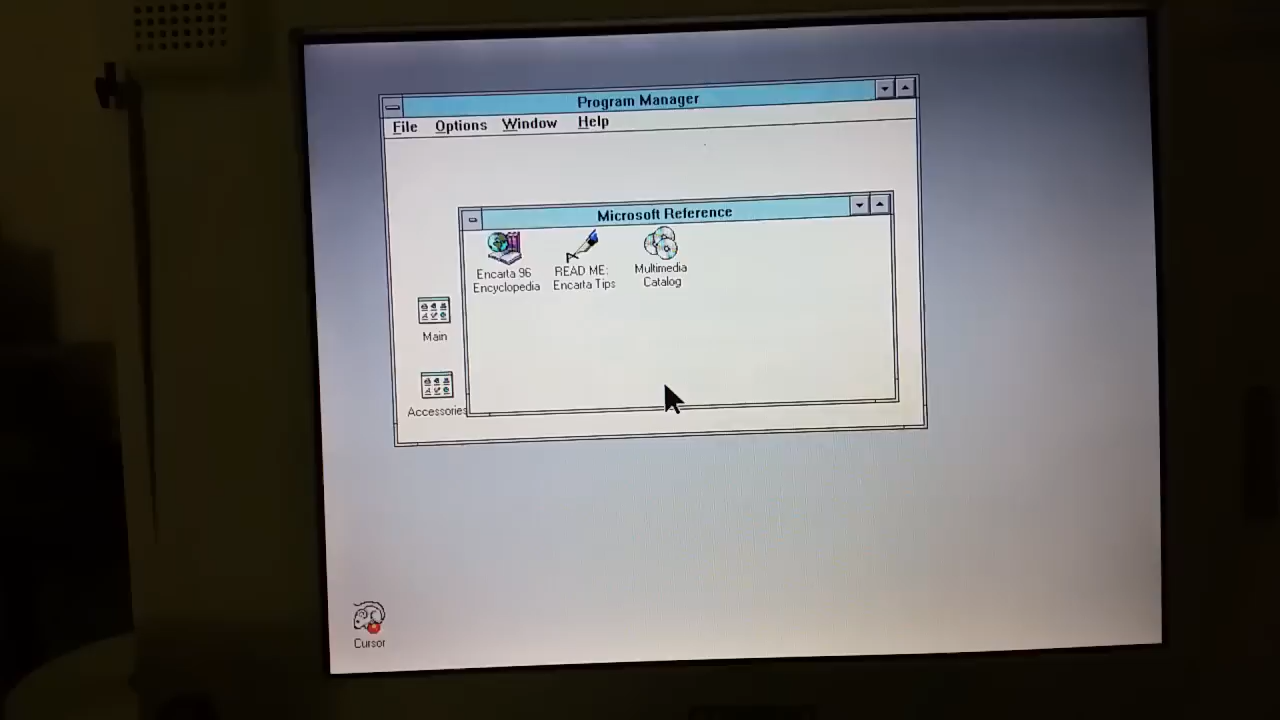 Program Manager
File Options Window Help
Microsoft Reference
Encarta 96
Encyclopedia
READ ME:
Encarta Tips
Multimedia
Catalog
Main
Accessories
Cursor